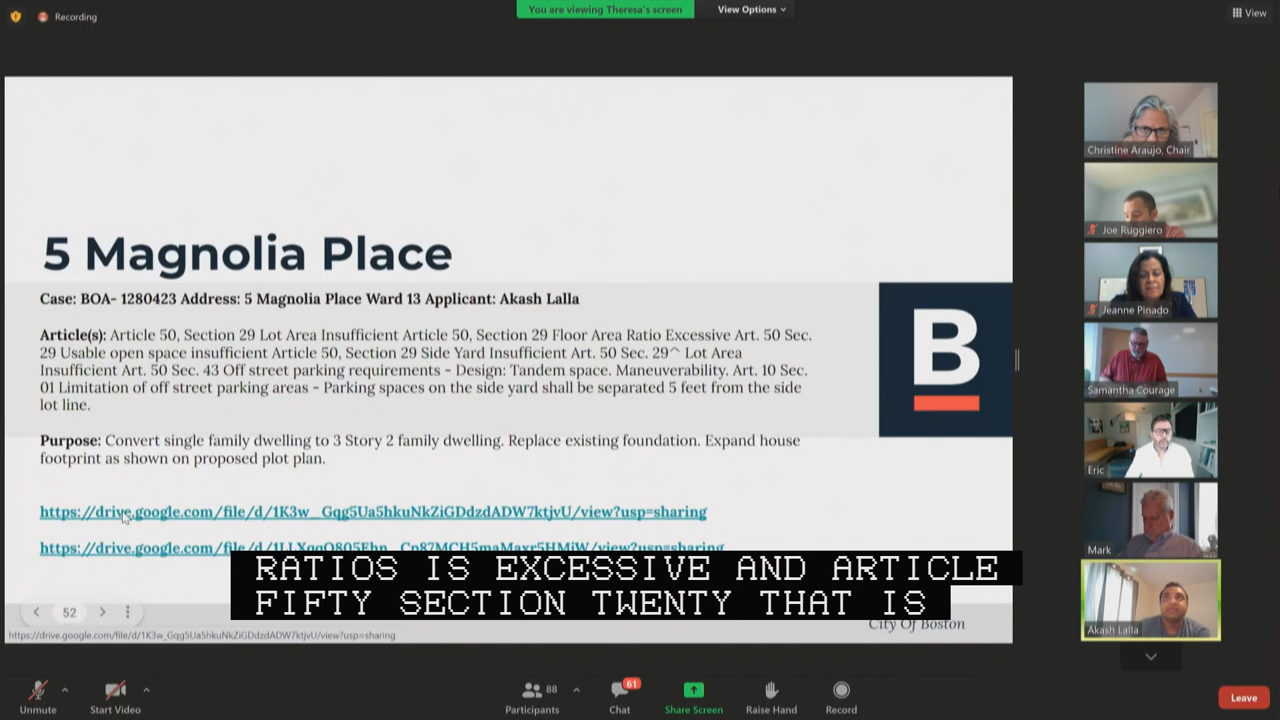 Recording
You are viewing Theresa's screen
View Options
View
5 Magnolia Place
Case: BOA- 1280423 Address: 5 Magnolia Place Ward 13 Applicant: Akash Lalla
Article(s): Article 50, Section 29 Lot Area Insufficient Article 50, Section 29 Floor Area Ratio Excessive Art. 50 Sec.
29 Usable open space insufficient Article 50, Section 29 Side Yard Insufficient Art. 50 Sec. 29^ Lot Area
Insufficient Art. 50 Sec. 43 Off street parking requirements - Design: Tandem space. Maneuverability. Art. 10 Sec.
01 Limitation of off street parking areas - Parking spaces on the side yard shall be separated 5 feet from the side
lot line.
Purpose: Convert single family dwelling to 3 Story 2 family dwelling. Replace existing foundation. Expand house
footprint as shown on proposed plot plan.
https://drive.google.com/file/d/1K3w_Gqg5Ua5hkuNkZiGDdzdADW7ktjvU/view?usp=sharing
B
RATIOS IS EXCESSIVE AND ARTICLE
FIFTY SECTION TWENTY THAT IS
52
City Of Boston
https://drive.google.com/file/d/1K3w_Gqg5Ua5hkuNkZiGDdzdADW7ktjvU/view?usp=sharing
Christine Araujo, Chair
Joe Ruggiero
Jeanne Pinado
Samantha Courage
Eric
Mark
Akash Lalla
Unmute
Start Video
88
Participants
61
Chat
Share Screen
Raise Hand
Record
Leave